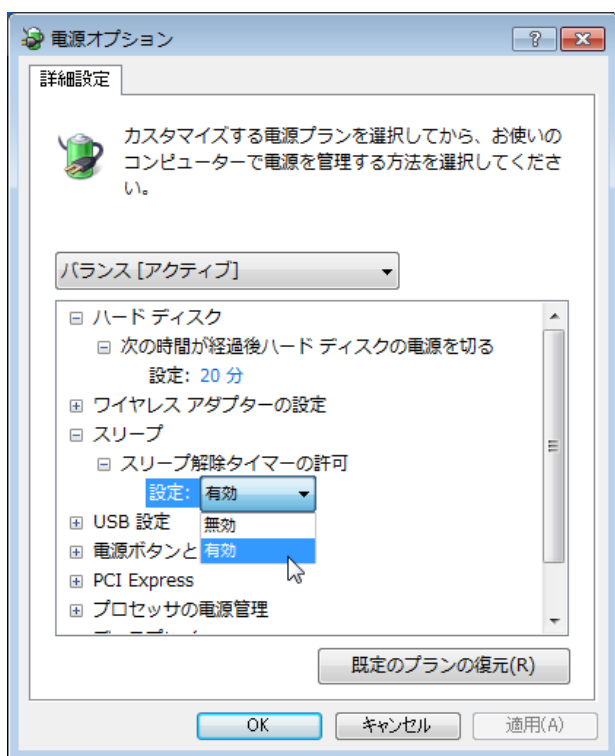 電源オプション
詳細設定
カスタマイズする電源プランを選択してから、お使いの
コンピューターで電源を管理する方法を選択してくださ
い。
バランス [アクティブ]
ハード ディスク
次の時間が経過後ハード ディスクの電源を切る
設定: 20 分
ワイヤレス アダプターの設定
スリープ
スリープ解除タイマーの許可
設定: 有効
USB 設定
無効
電源ボタンと
有効
PCI Express
プロセッサの電源管理
既定のプランの復元(R)
OK キャンセル 適用(A)